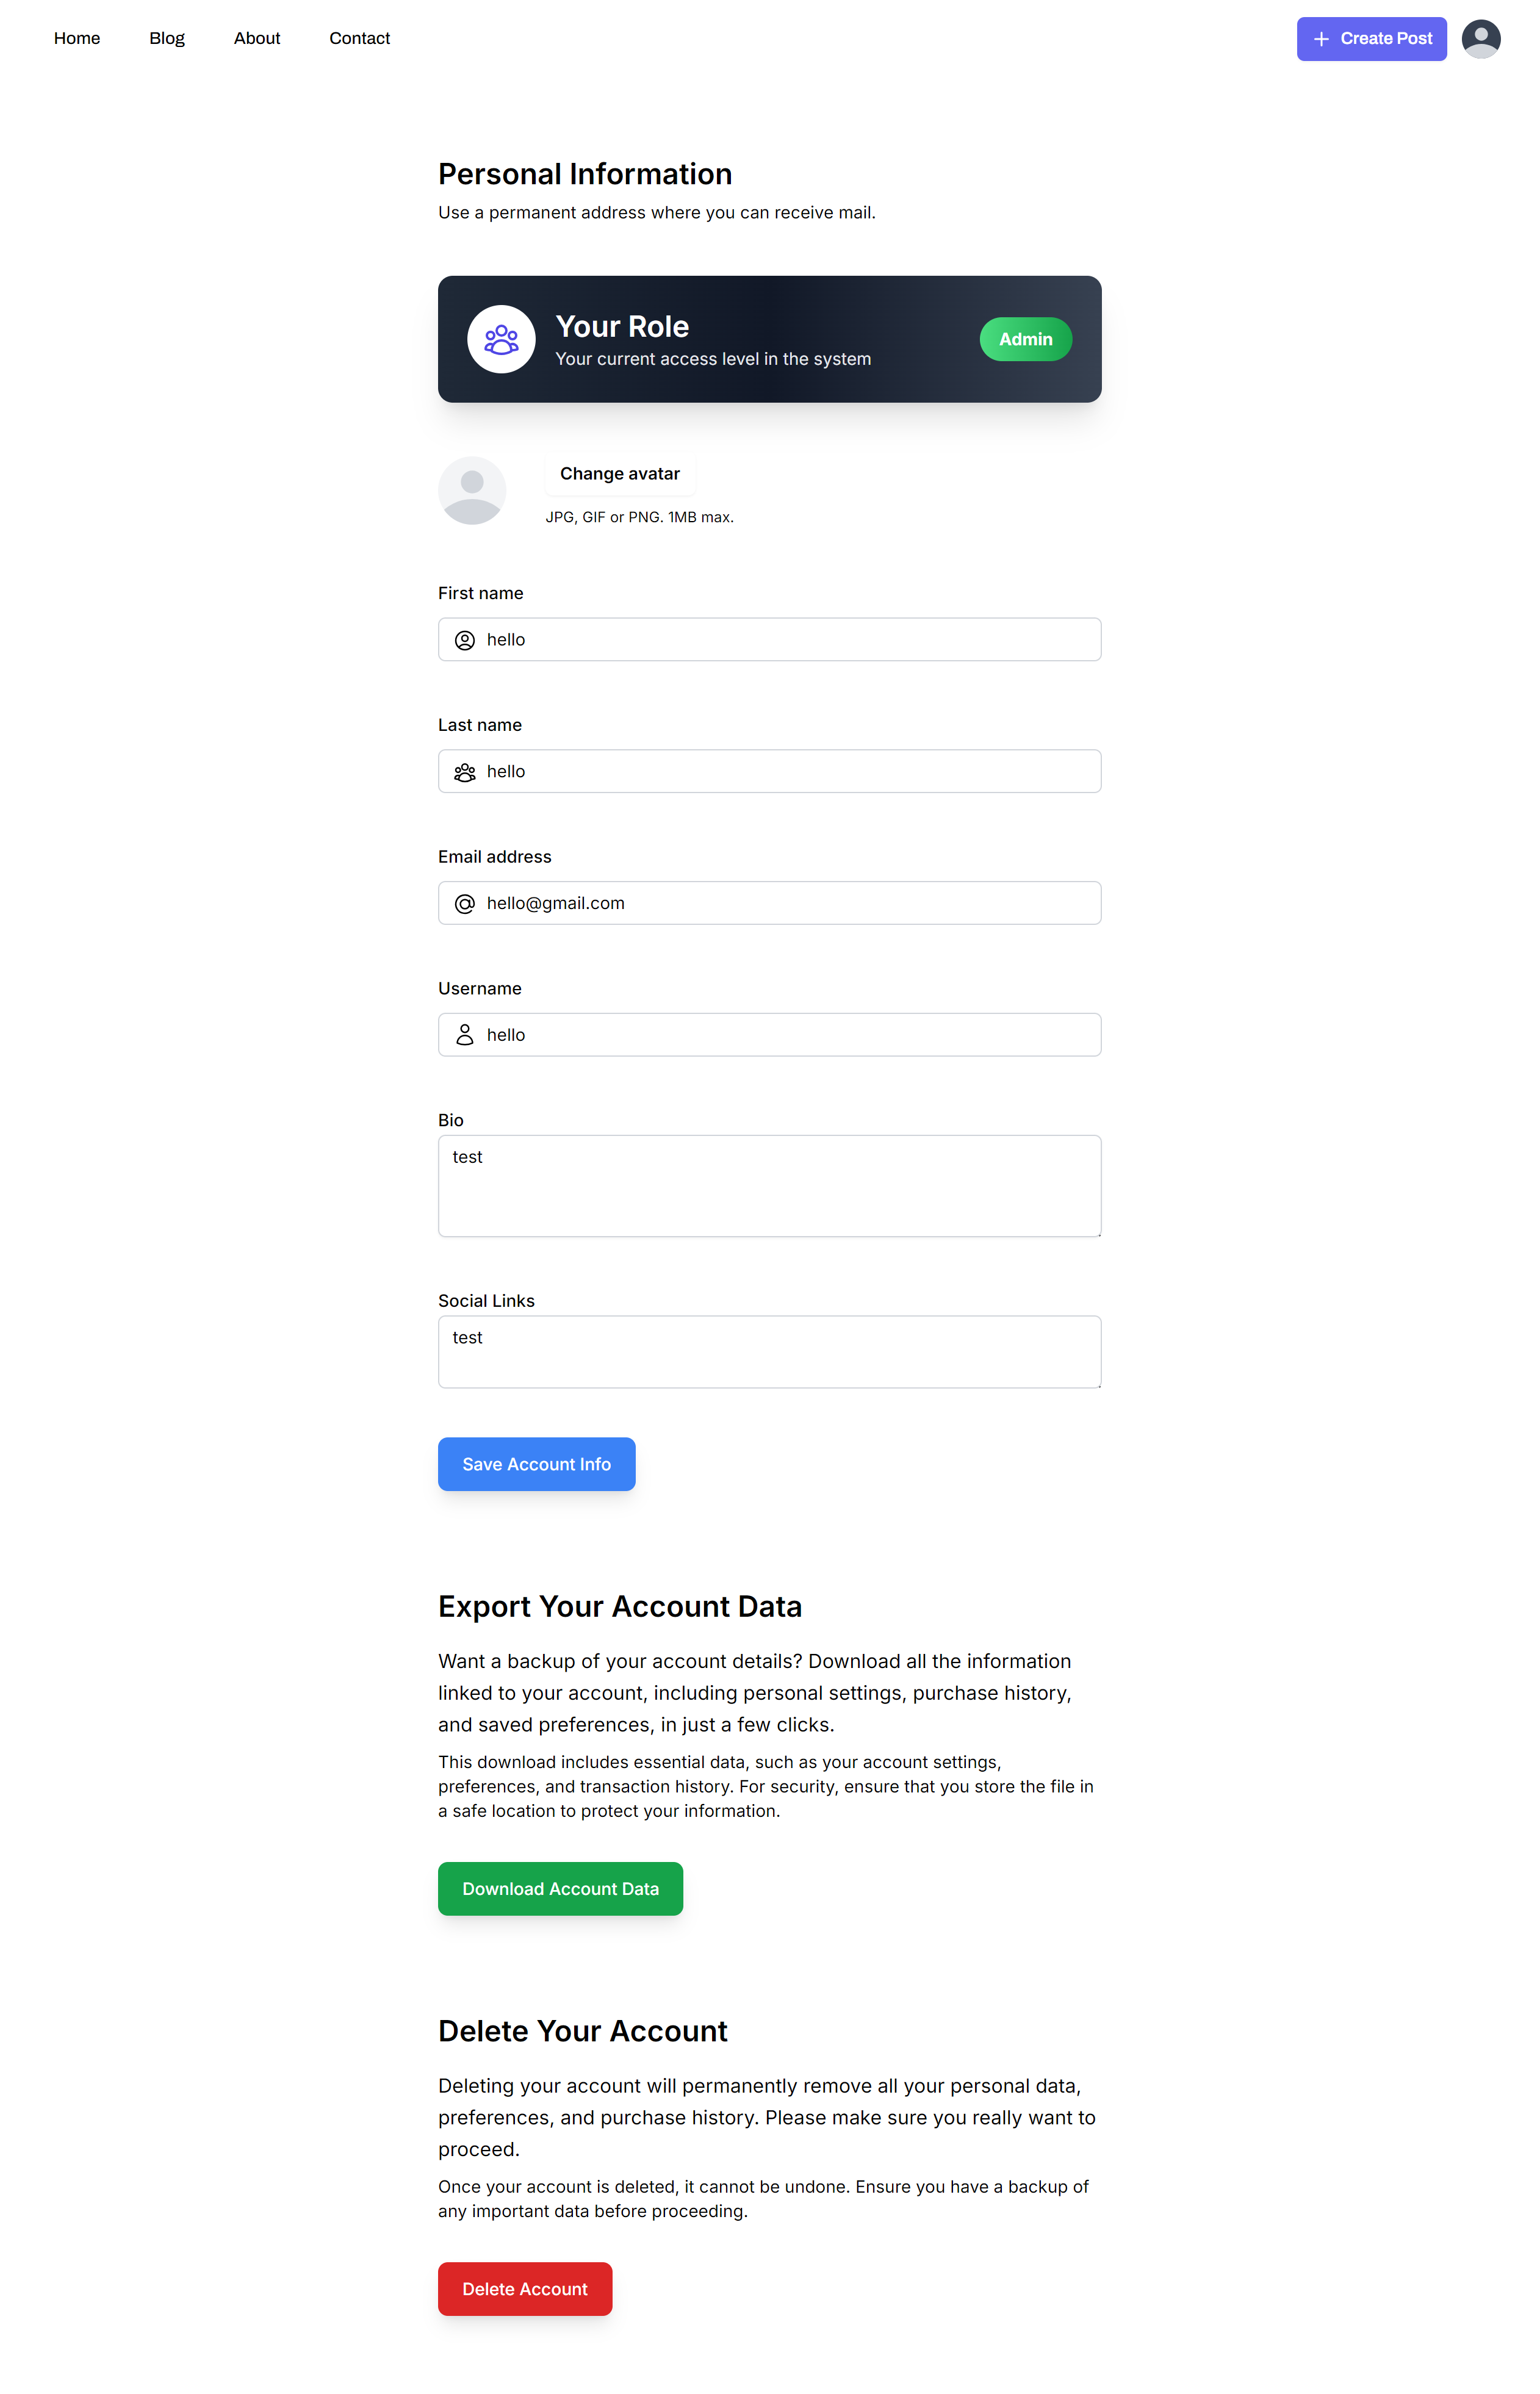 Home Blog About Contact Create Post
Personal Information
Use a permanent address where you can receive mail.
Your Role
Your current access level in the system
Admin
Change avatar
JPG, GIF or PNG. 1MB max.
First name
hello
Last name
hello
Email address
hello@gmail.com
Username
hello
Bio
test
Social Links
test
Save Account Info
Export Your Account Data
Want a backup of your account details? Download all the information
linked to your account, including personal settings, purchase history,
and saved preferences, in just a few clicks.
This download includes essential data, such as your account settings,
preferences, and transaction history. For security, ensure that you store the file in
a safe location to protect your information.
Download Account Data
Delete Your Account
Deleting your account will permanently remove all your personal data,
preferences, and purchase history. Please make sure you really want to
proceed.
Once your account is deleted, it cannot be undone. Ensure you have a backup of
any important data before proceeding.
Delete Account